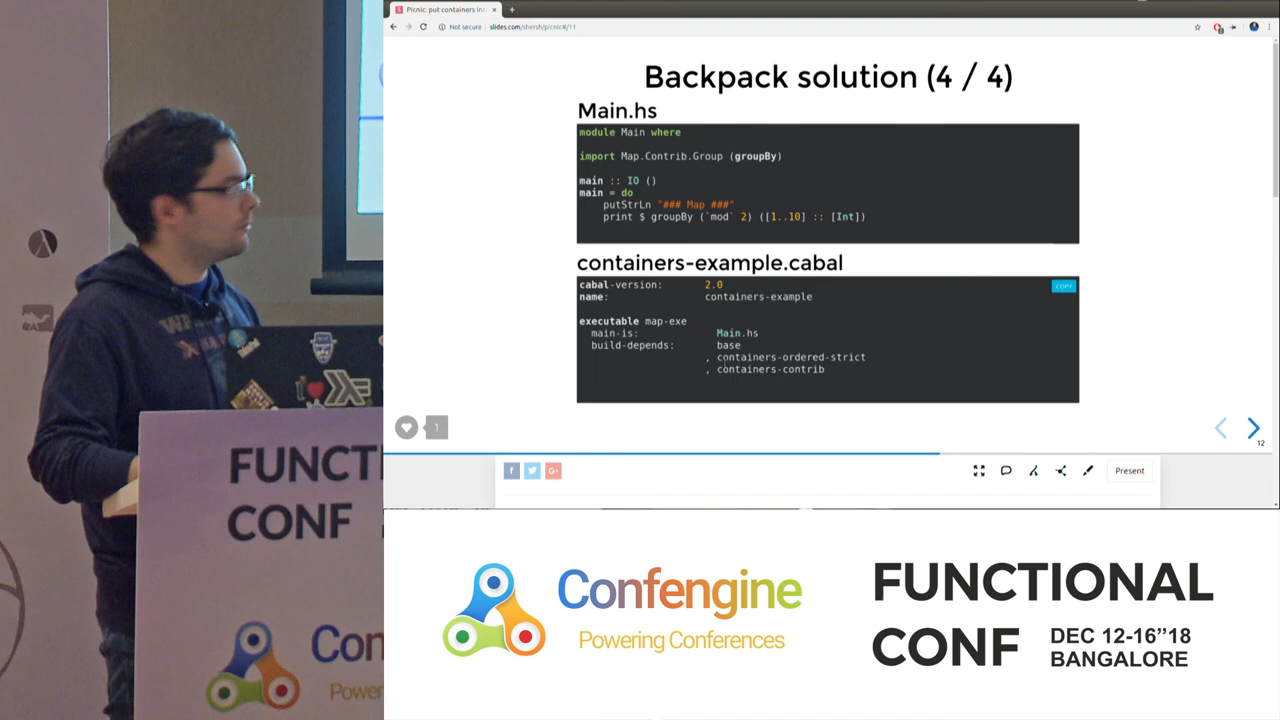 Picnic: put containers int
Not secure | slides.com/shersh/picnic#/11
Backpack solution (4 / 4)
Main.hs
module Main where
import Map.Contrib.Group (groupBy)
main :: IO ()
main = do
putStrLn "### Map ###"
print $ groupBy (`mod` 2) ([1..10] :: [Int])
containers-example.cabal
cabal-version: 2.0
COPY
name: containers-example
executable map-exe
main-is: Main.hs
build-depends: base
, containers-ordered-strict
, containers-contrib
1
12
Present
FUNCTI
CONF
Con
Power
Confengine
Powering Conferences
FUNCTIONAL
CONF
DEC 12-16"18
BANGALORE